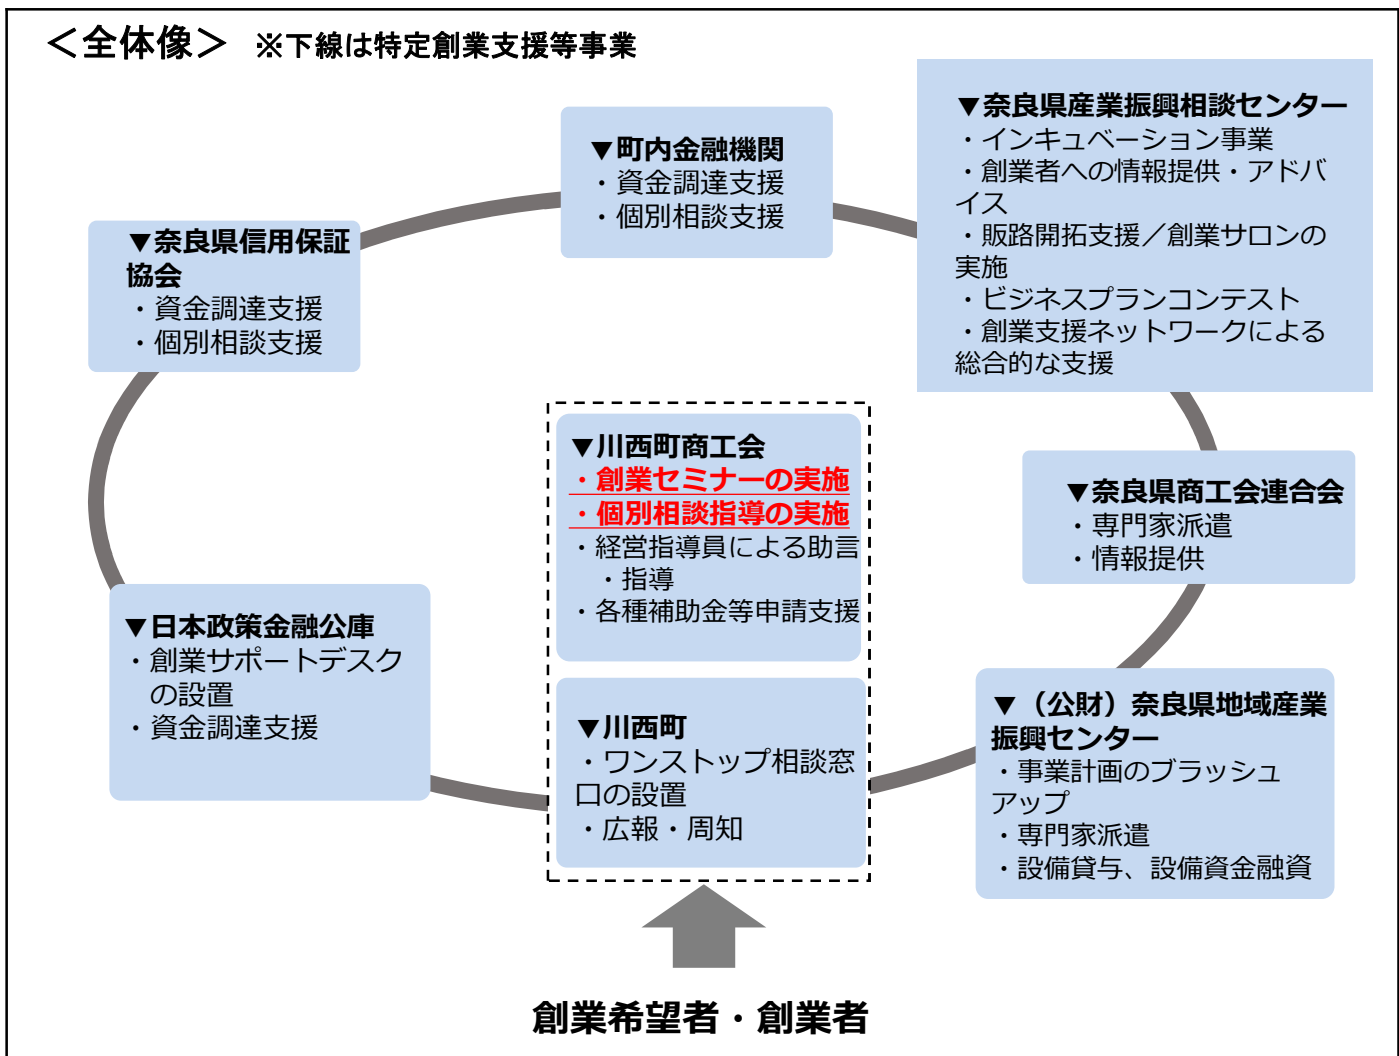 ＜全体像＞ ※下線は特定創業支援等事業
▼町内金融機関
・資金調達支援
・個別相談支援
▼奈良県産業振興相談センター
・インキュベーション事業
・創業者への情報提供・アドバ
イス
・販路開拓支援／創業サロンの
実施
・ビジネスプランコンテスト
・創業支援ネットワークによる
総合的な支援
▼奈良県信用保証
協会
・資金調達支援
・個別相談支援
▼川西町商工会
・創業セミナーの実施
・個別相談指導の実施
・経営指導員による助言
・指導
・各種補助金等申請支援
▼奈良県商工会連合会
・専門家派遣
・情報提供
▼日本政策金融公庫
・創業サポートデスク
の設置
・資金調達支援
▼川西町
・ワンストップ相談窓
口の設置
・広報・周知
▼（公財）奈良県地域産業
振興センター
・事業計画のブラッシュ
アップ
・専門家派遣
・設備貸与、設備資金融資
創業希望者・創業者